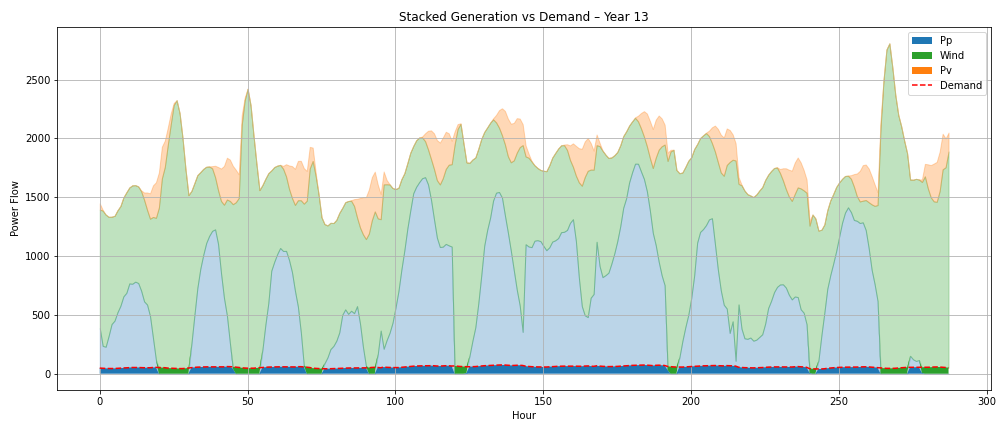 Stacked Generation vs Demand – Year 13
Pp
Wind
Pv
Demand
Power Flow
2500
2000
1500
1000
500
0
0 50 100 150 200 250 300
Hour